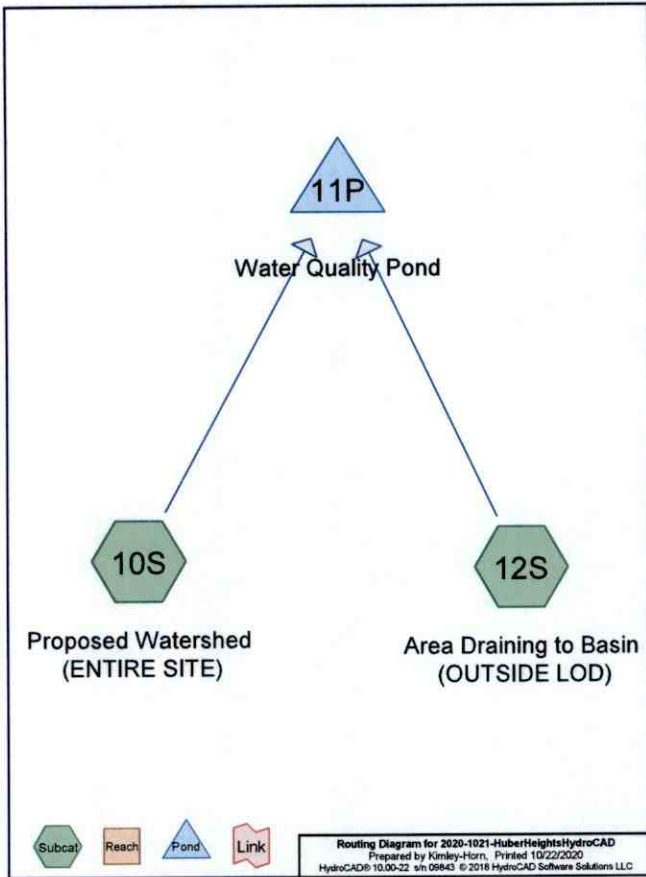 11P
Water Quality Pond
10S
12S
Proposed Watershed
(ENTIRE SITE)
Area Draining to Basin
(OUTSIDE LOD)
Subcat
Reach
Pond
Link
Routing Diagram for 2020-1021-HuberHeightsHydroCAD
Prepared by Kimley-Horn, Printed 10/22/2020
HydroCAD® 10.00-22 s/n 09843 © 2018 HydroCAD Software Solutions LLC